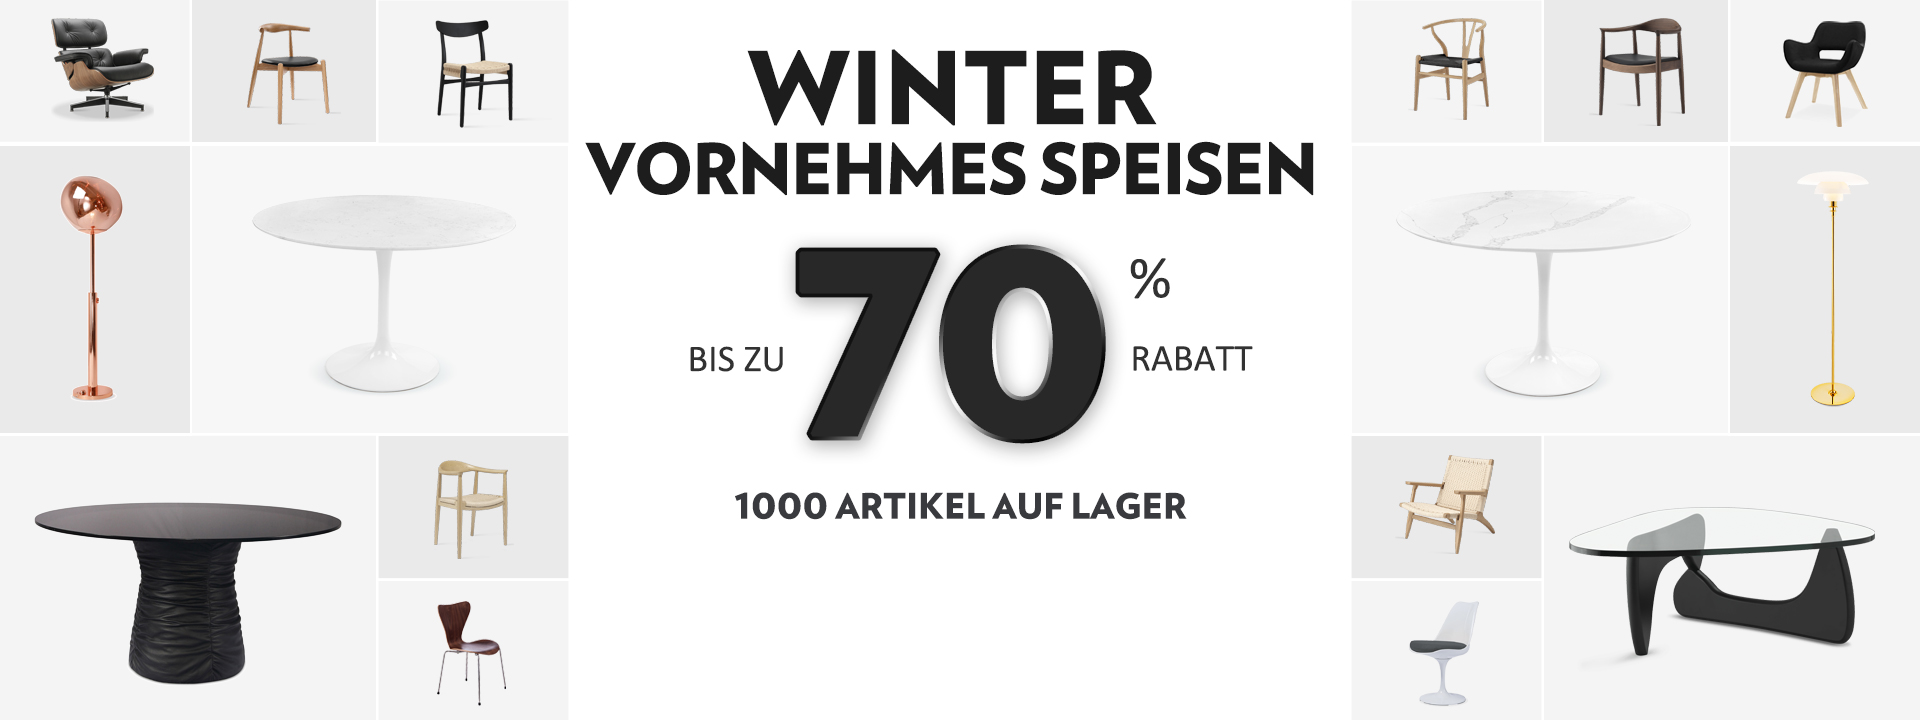 WINTER
VORNEHMES SPEISEN
BIS ZU 70 % RABATT
1000 ARTIKEL AUF LAGER